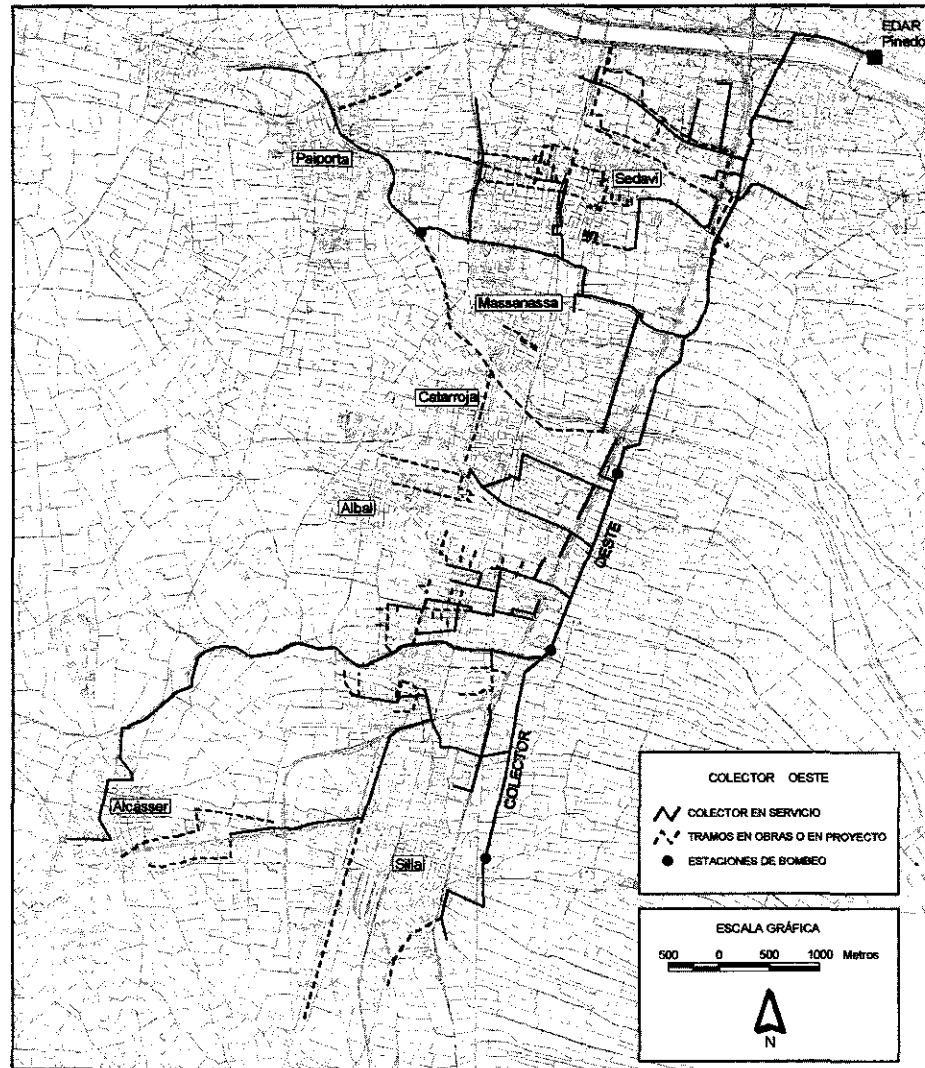 EDAR
Pinedo
Paiporta
Sedaví
Massanassa
Catarroja
Albal
OESTE
COLECTOR
Alcàsser
Silla
COLECTOR OESTE
COLECTOR EN SERVICIO
TRAMOS EN OBRAS O EN PROYECTO
ESTACIONES DE BOMBEO
ESCALA GRÁFICA
500 0 500 1000 Metros
N